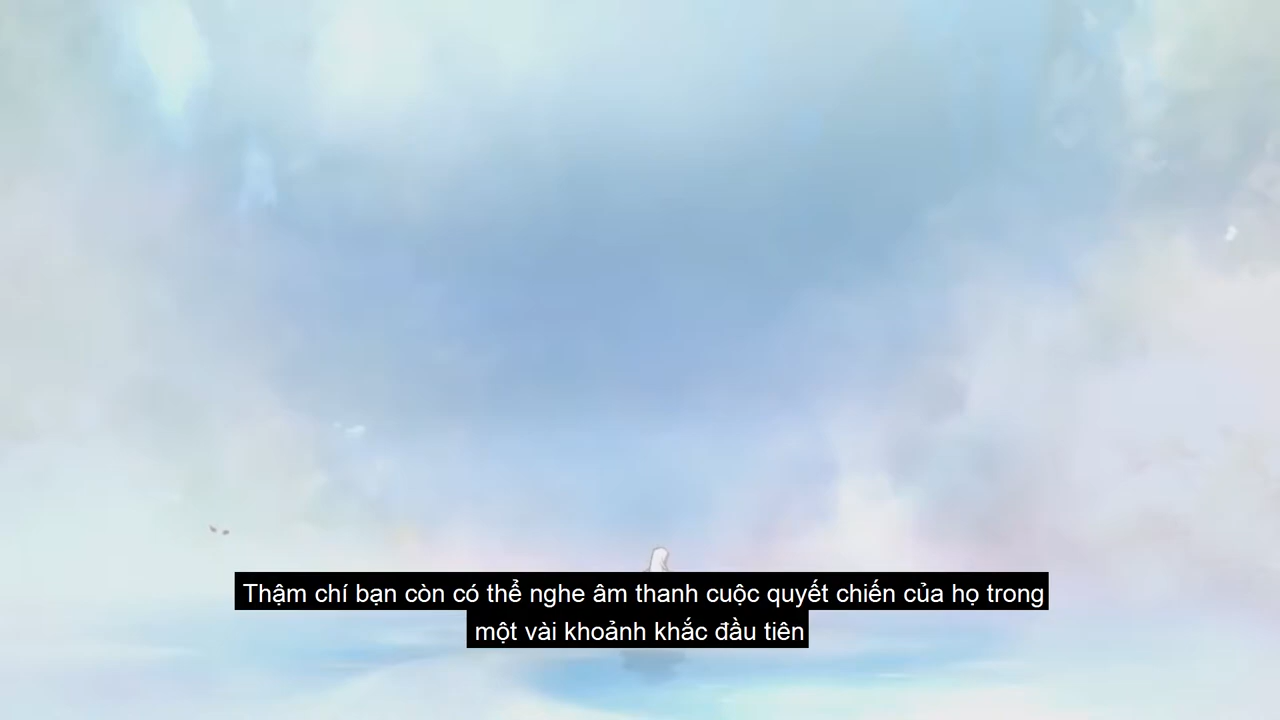 Thậm chí bạn còn có thể nghe âm thanh cuộc quyết chiến của họ trong
một vài khoảnh khắc đầu tiên